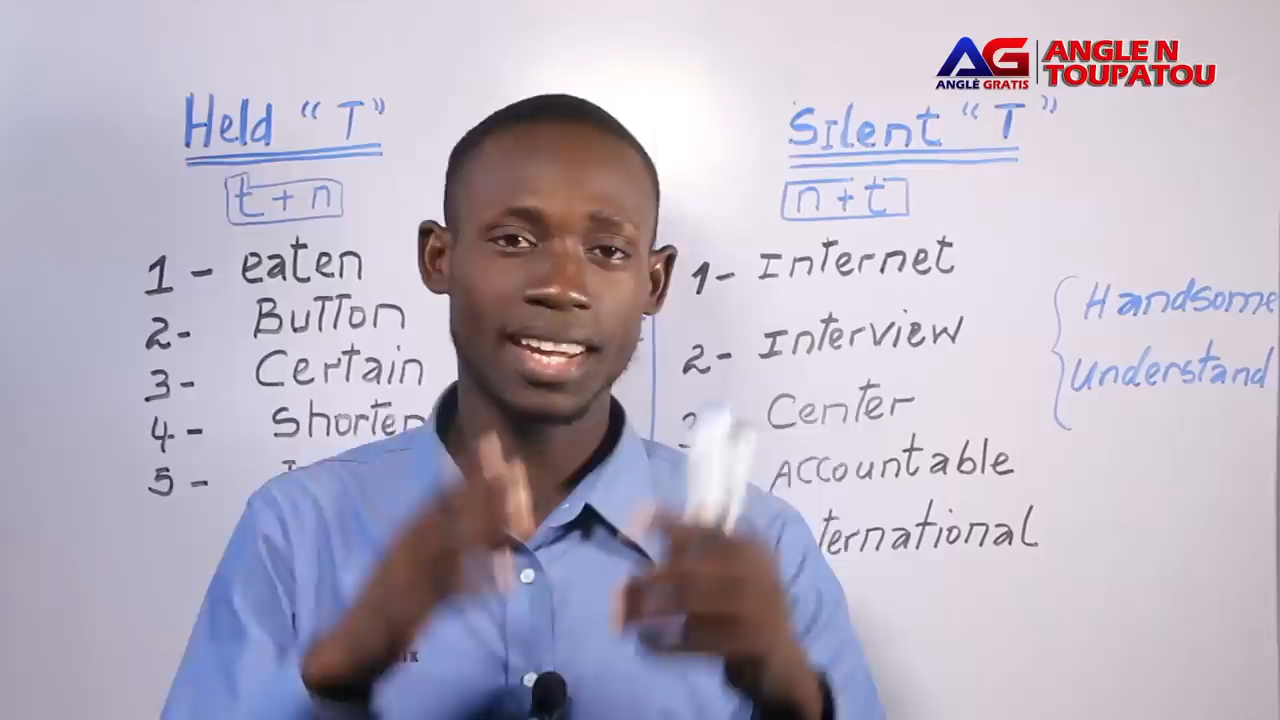 AG
ANGLÈ GRATIS
ANGLE N
TOUPATOU
Held "T"
t + n
1 - eaten
2- Button
3- Certain
4- Shorten
5-
Silent "T"
n + t
1- Internet
2- Interview
Center
Accountable
ternational
Handsome
Understand